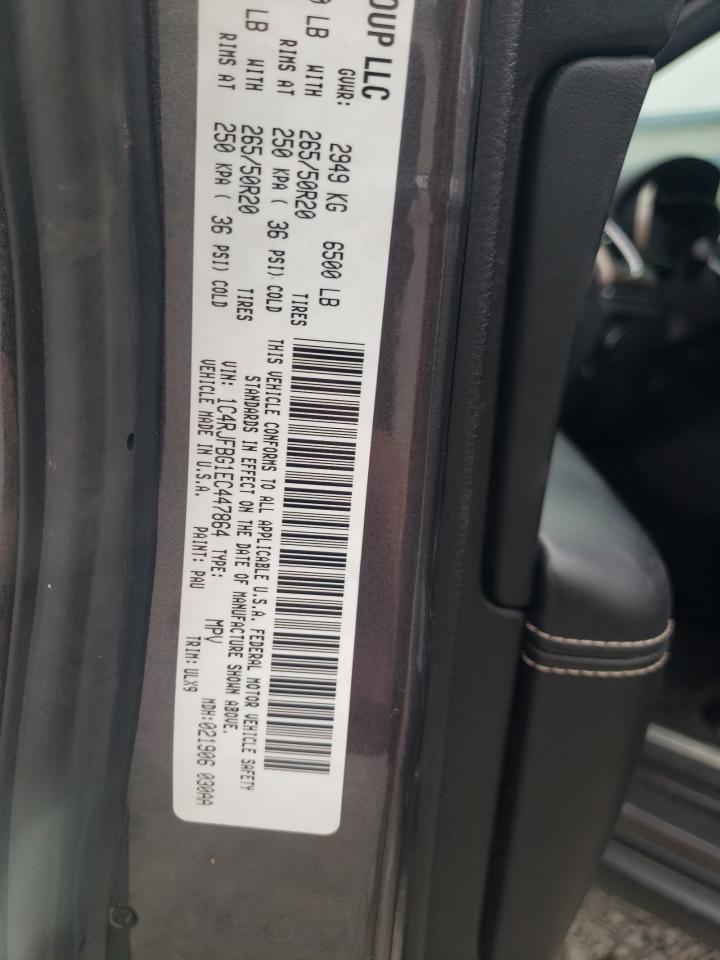 OUP LLC
GVWR: 2949 KG 6500 LB
LB WITH 265/50R20 TIRES
RIMS AT 250 KPA ( 36 PSI) COLD
LB WITH 265/50R20 TIRES
RIMS AT 250 KPA ( 36 PSI) COLD
THIS VEHICLE CONFORMS TO ALL APPLICABLE U.S.A. FEDERAL MOTOR VEHICLE SAFETY
STANDARDS IN EFFECT ON THE DATE OF MANUFACTURE SHOWN ABOVE.
VIN: 1C4RJFBG1EC447864 TYPE: MPV MDH:021906 030AA
VEHICLE MADE IN U.S.A. PAINT: PAU TRIM: ULX9